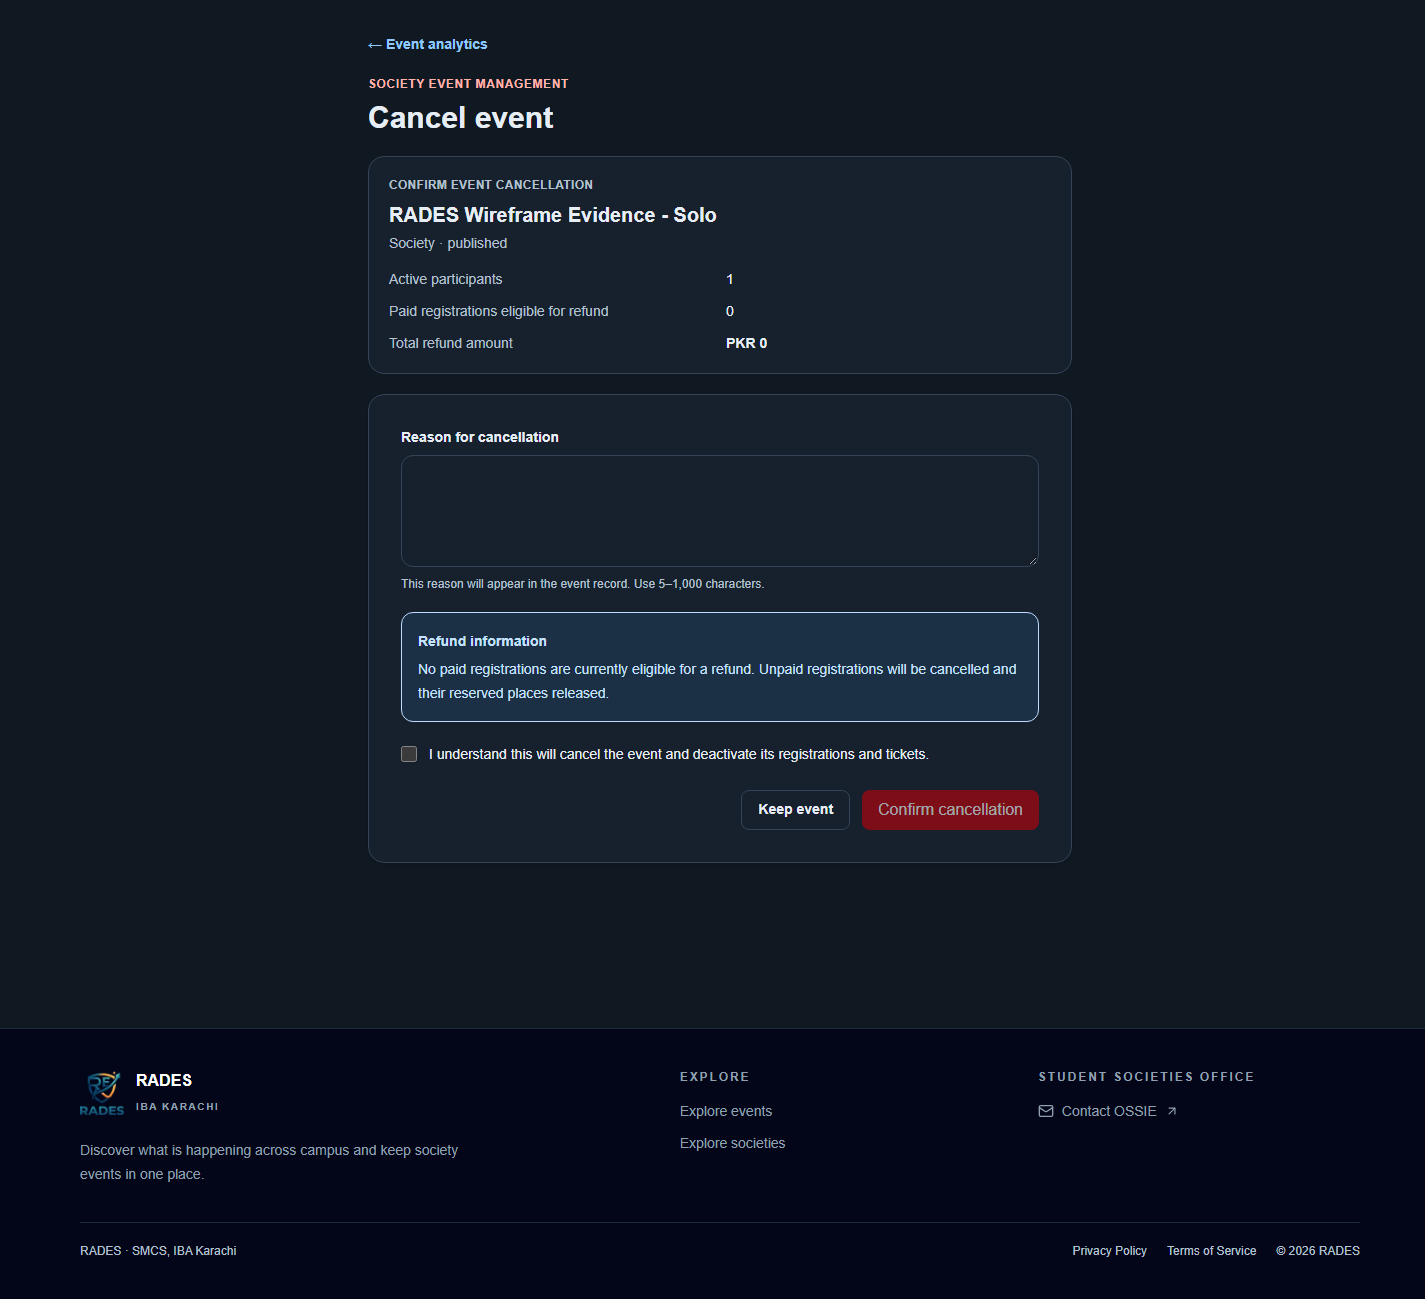 ← Event analytics
SOCIETY EVENT MANAGEMENT
Cancel event
CONFIRM EVENT CANCELLATION
RADES Wireframe Evidence - Solo
Society · published
Active participants 1
Paid registrations eligible for refund 0
Total refund amount PKR 0
Reason for cancellation
This reason will appear in the event record. Use 5–1,000 characters.
Refund information
No paid registrations are currently eligible for a refund. Unpaid registrations will be cancelled and
their reserved places released.
I understand this will cancel the event and deactivate its registrations and tickets.
Keep event Confirm cancellation
RADES
RADES
IBA KARACHI
Discover what is happening across campus and keep society
events in one place.
EXPLORE
Explore events
Explore societies
STUDENT SOCIETIES OFFICE
Contact OSSIE
RADES · SMCS, IBA Karachi
Privacy Policy Terms of Service © 2026 RADES